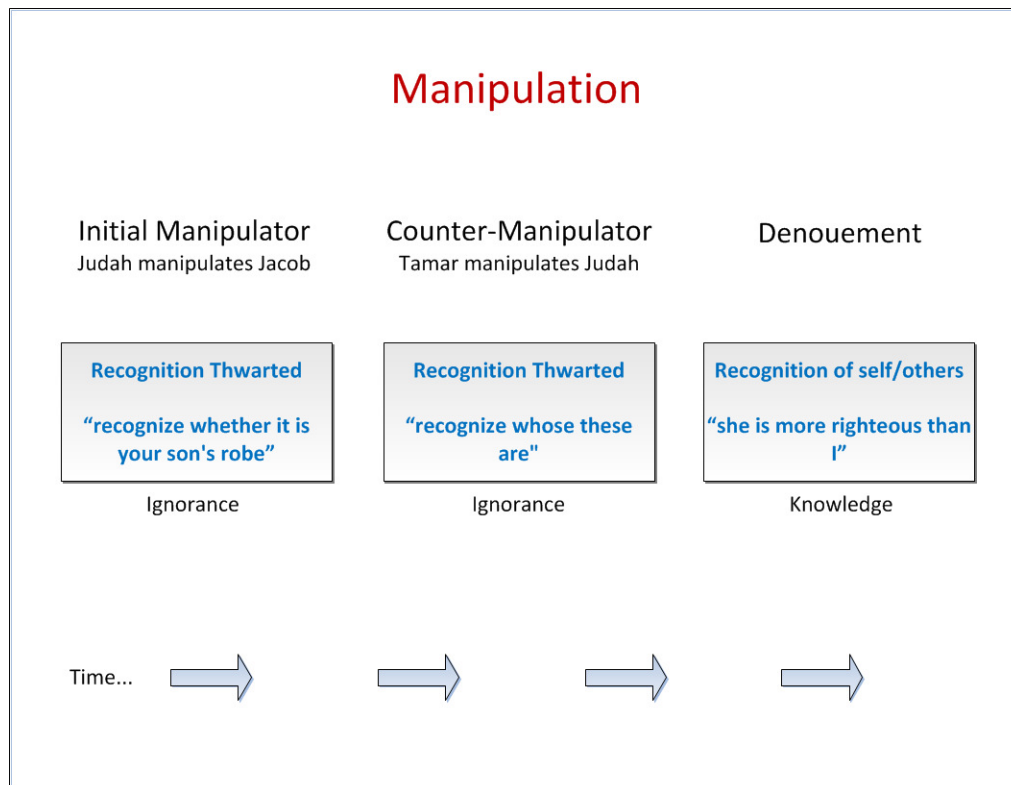 Manipulation
Initial Manipulator
Judah manipulates Jacob
Counter-Manipulator
Tamar manipulates Judah
Denouement
Recognition Thwarted
“recognize whether it is
your son's robe”
Ignorance
Recognition Thwarted
“recognize whose these
are"
Ignorance
Recognition of self/others
“she is more righteous than
I”
Knowledge
Time...